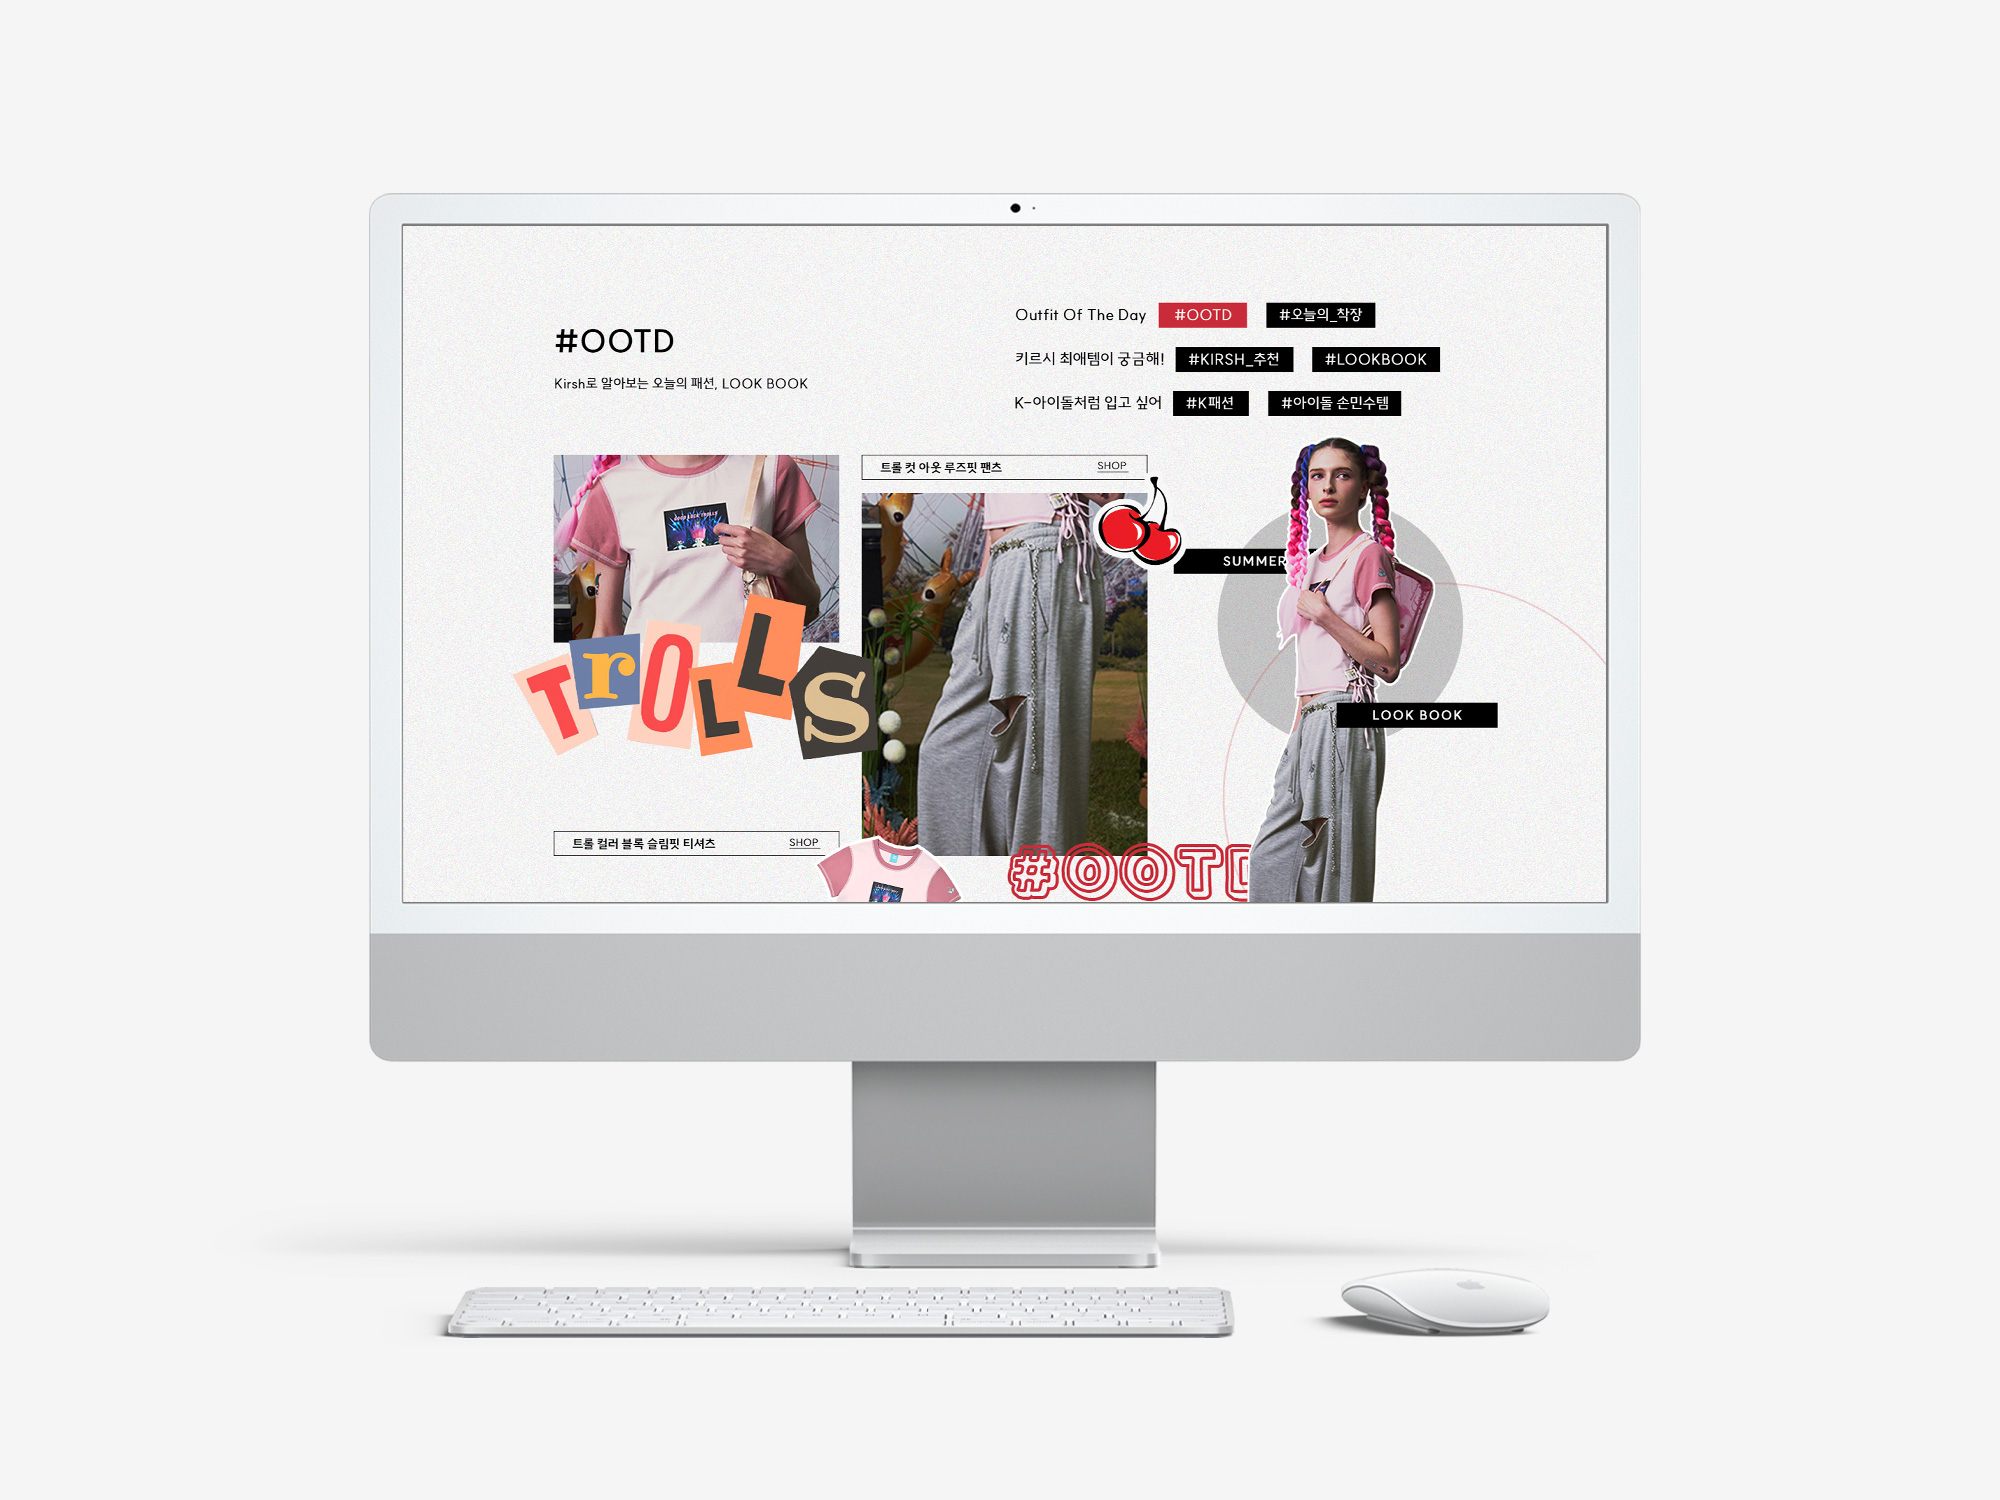 #OOTD
Kirsh로 알아보는 오늘의 패션, LOOK BOOK
Outfit Of The Day #OOTD #오늘의_착장
키르시 최애템이 궁금해! #KIRSH_추천 #LOOKBOOK
K-아이돌처럼 입고 싶어 #K패션 #아이돌 손민수템
GOOD LUCK TROLLS
TrOLLS
트롤 컬러 블록 슬림핏 티셔츠 SHOP
트롤 컷 아웃 루즈핏 팬츠 SHOP
SUMMER
LOOK BOOK
#OOTD